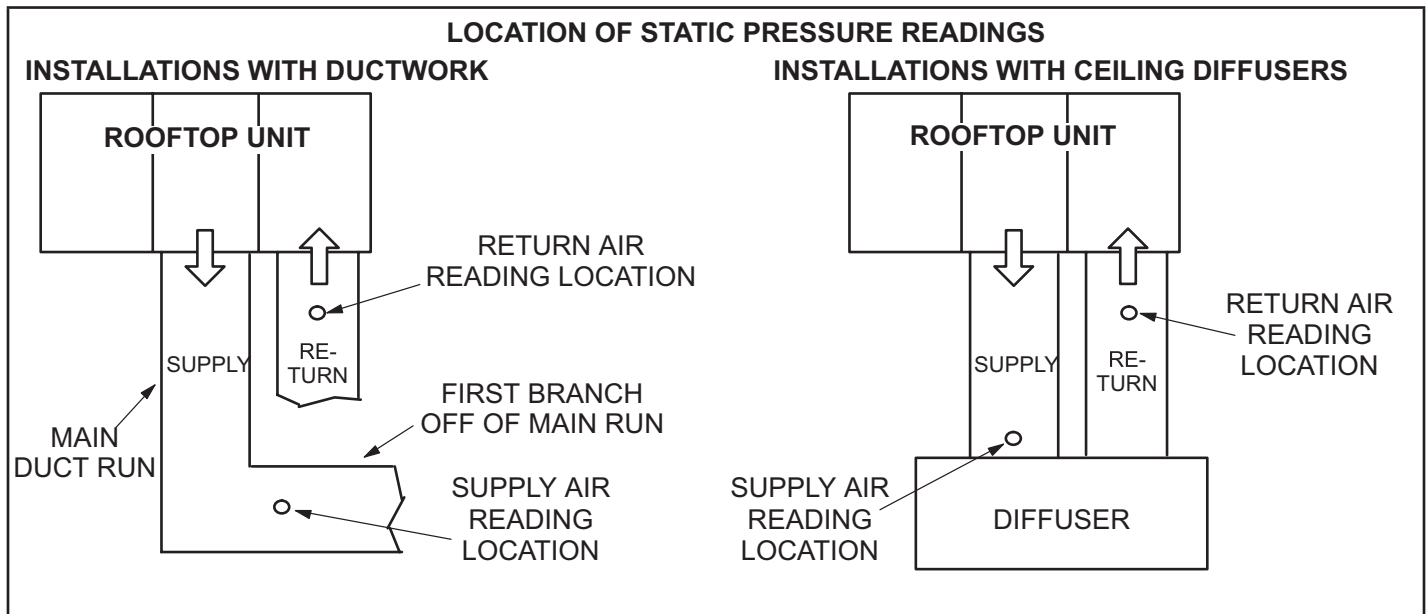 LOCATION OF STATIC PRESSURE READINGS
INSTALLATIONS WITH DUCTWORK
ROOFTOP UNIT
RETURN AIR
READING LOCATION
SUPPLY
RE-
TURN
FIRST BRANCH
OFF OF MAIN RUN
MAIN
DUCT RUN
SUPPLY AIR
READING
LOCATION
INSTALLATIONS WITH CEILING DIFFUSERS
ROOFTOP UNIT
RETURN AIR
READING
LOCATION
SUPPLY
RE-
TURN
SUPPLY AIR
READING
LOCATION
DIFFUSER